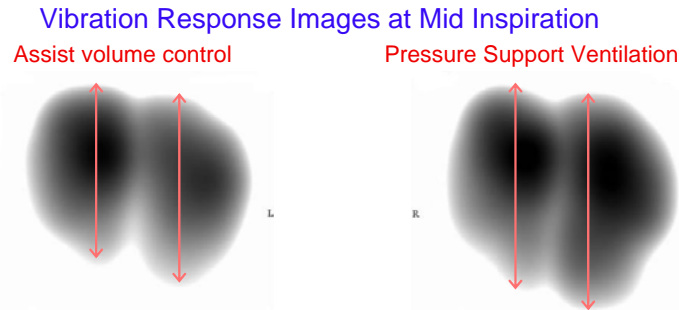 Vibration Response Images at Mid Inspiration
Assist volume control
Pressure Support Ventilation
L
R